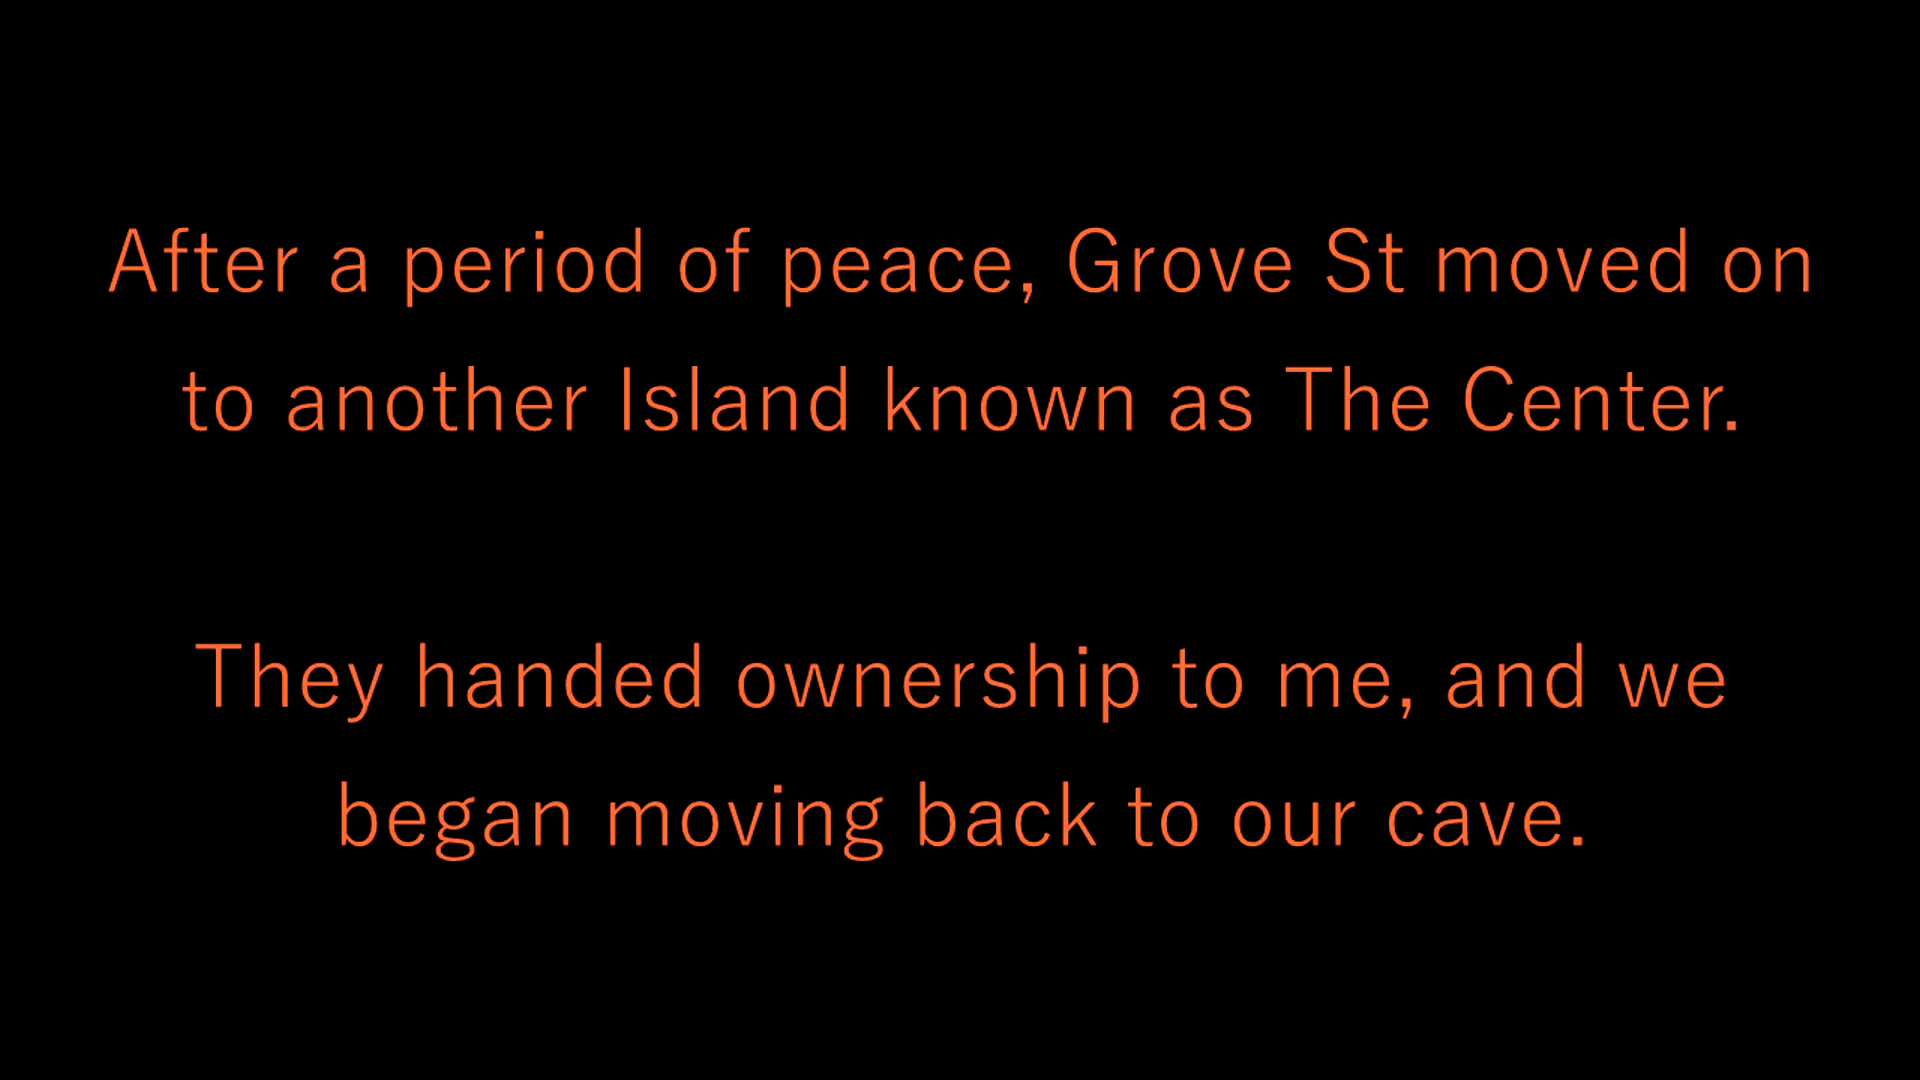 After a period of peace, Grove St moved on
to another Island known as The Center.
They handed ownership to me, and we
began moving back to our cave.